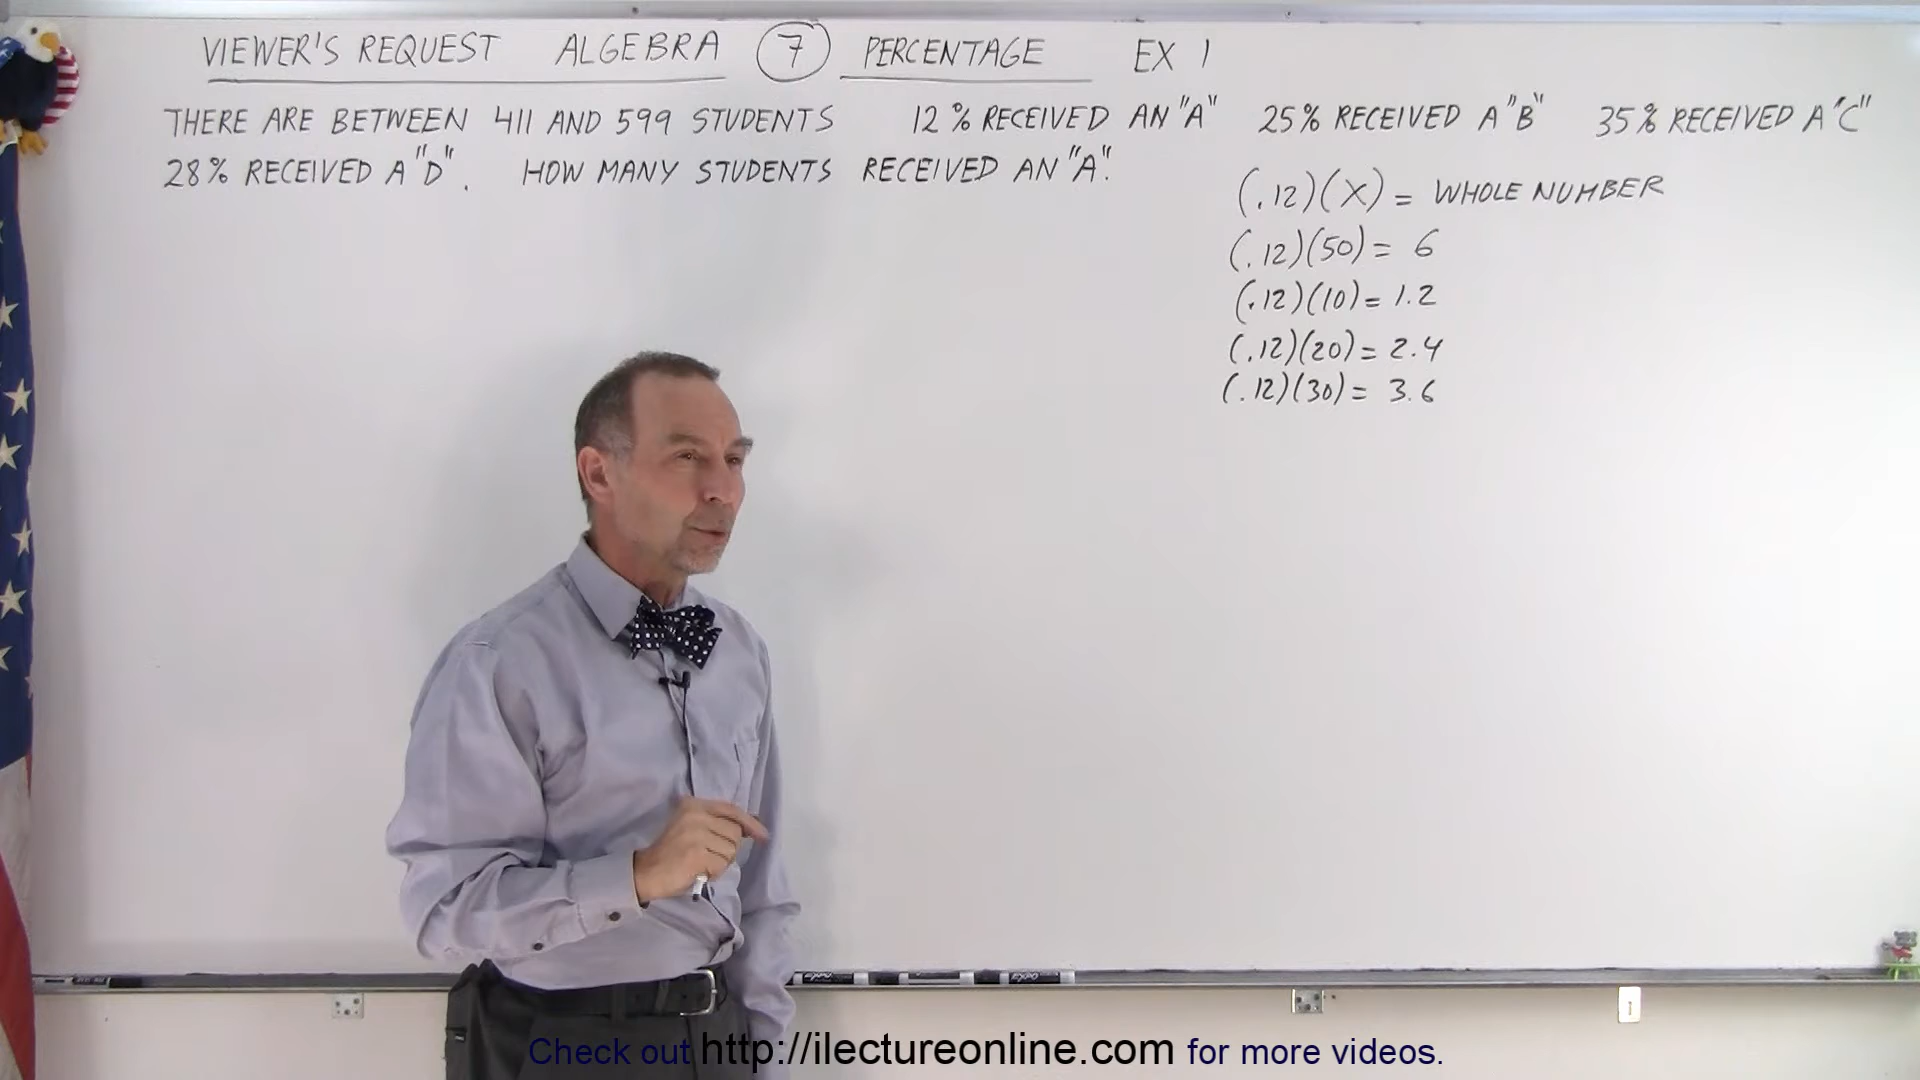 VIEWER'S REQUEST ALGEBRA 7 PERCENTAGE EX 1
THERE ARE BETWEEN 411 AND 599 STUDENTS 12% RECEIVED AN "A" 25% RECEIVED A "B" 35% RECEIVED A "C"
28% RECEIVED A "D". HOW MANY STUDENTS RECEIVED AN "A".
(.12)(X) = WHOLE NUMBER
(.12)(50) = 6
(.12)(10) = 1.2
(.12)(20) = 2.4
(.12)(30) = 3.6
Check out http://ilectureonline.com for more videos.